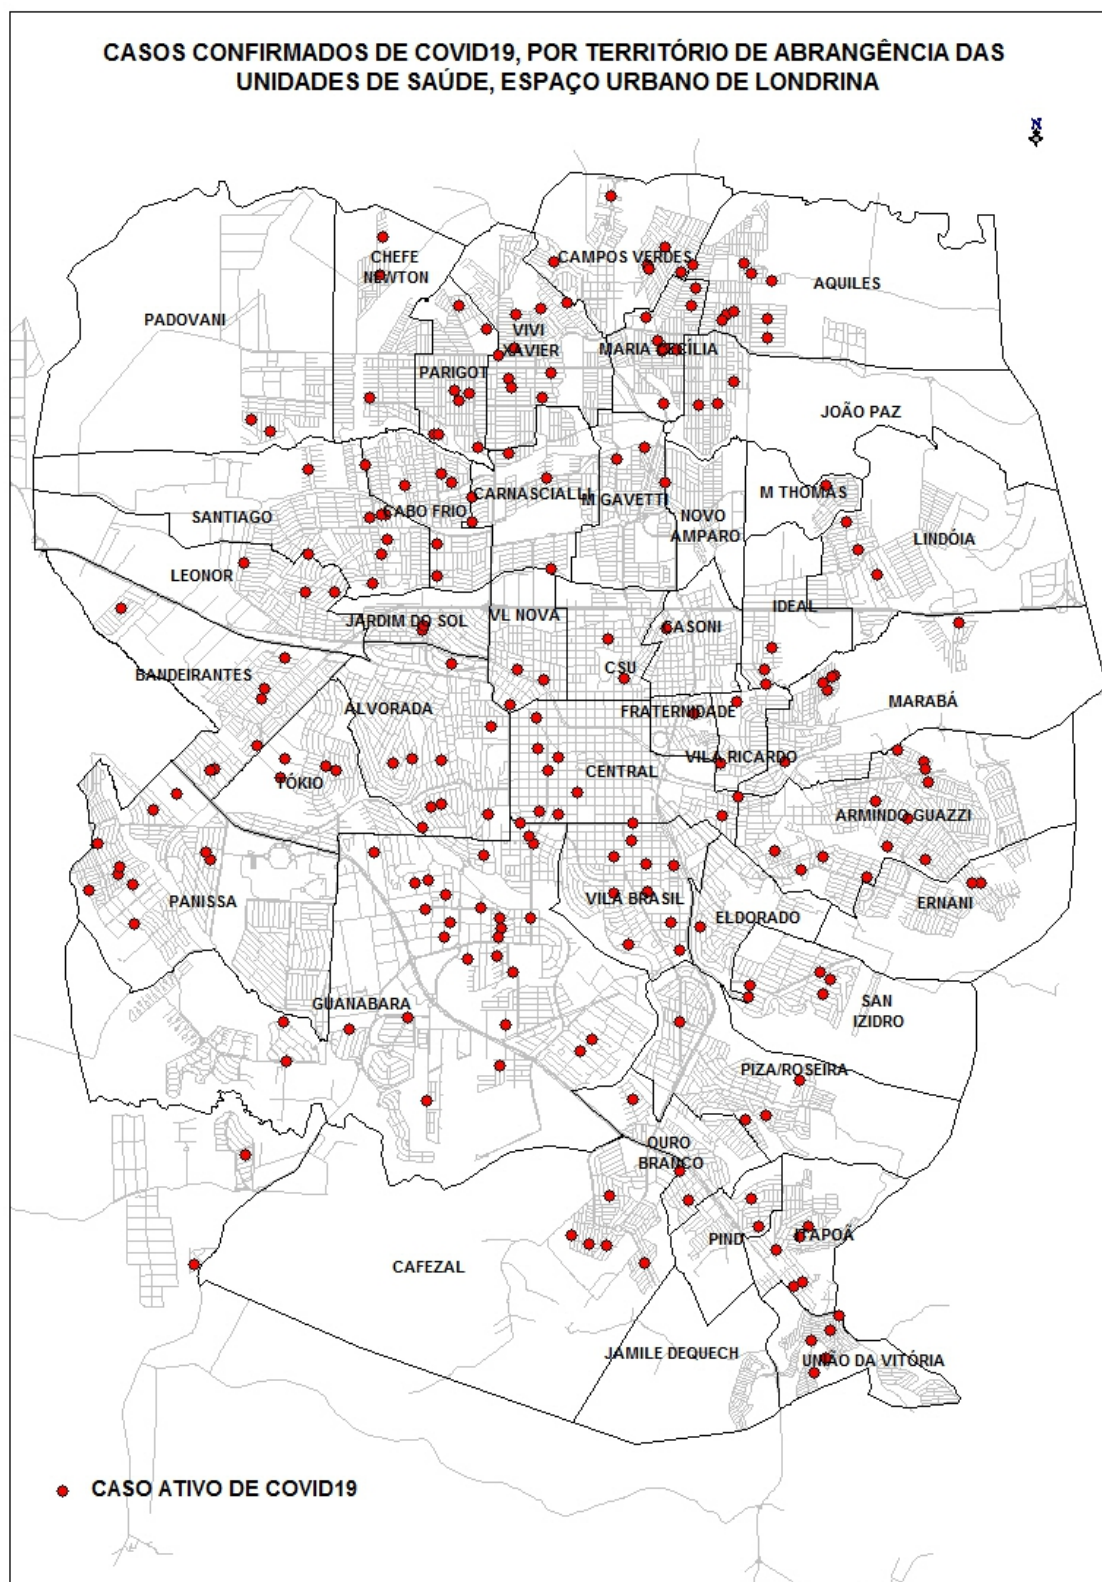 CASOS CONFIRMADOS DE COVID19, POR TERRITÓRIO DE ABRANGÊNCIA DAS
UNIDADES DE SAÚDE, ESPAÇO URBANO DE LONDRINA
N
CHEFE
NEWTON
CAMPOS VERDES
AQUILES
PADOVANI
VIVI
XAVIER
MARIA CECÍLIA
PARIGOT
JOÃO PAZ
CARNASCIALLI
M GAVETTI
M THOMAS
SANTIAGO
CABO FRIO
NOVO
AMPARO
LINDÓIA
LEONOR
IDEAL
JARDIM DO SOL
VL NOVA
CASONI
CSU
BANDEIRANTES
ALVORADA
FRATERNIDADE
MARABÁ
TÓKIO
CENTRAL
VILA RICARDO
ARMINDO GUAZZI
PANISSA
VILA BRASIL
ELDORADO
ERNANI
GUANABARA
SAN
IZIDRO
PIZA/ROSEIRA
OURO
BRANCO
PIND
ITAPOÃ
CAFEZAL
JAMILE DEQUECH
UNIÃO DA VITÓRIA
CASO ATIVO DE COVID19